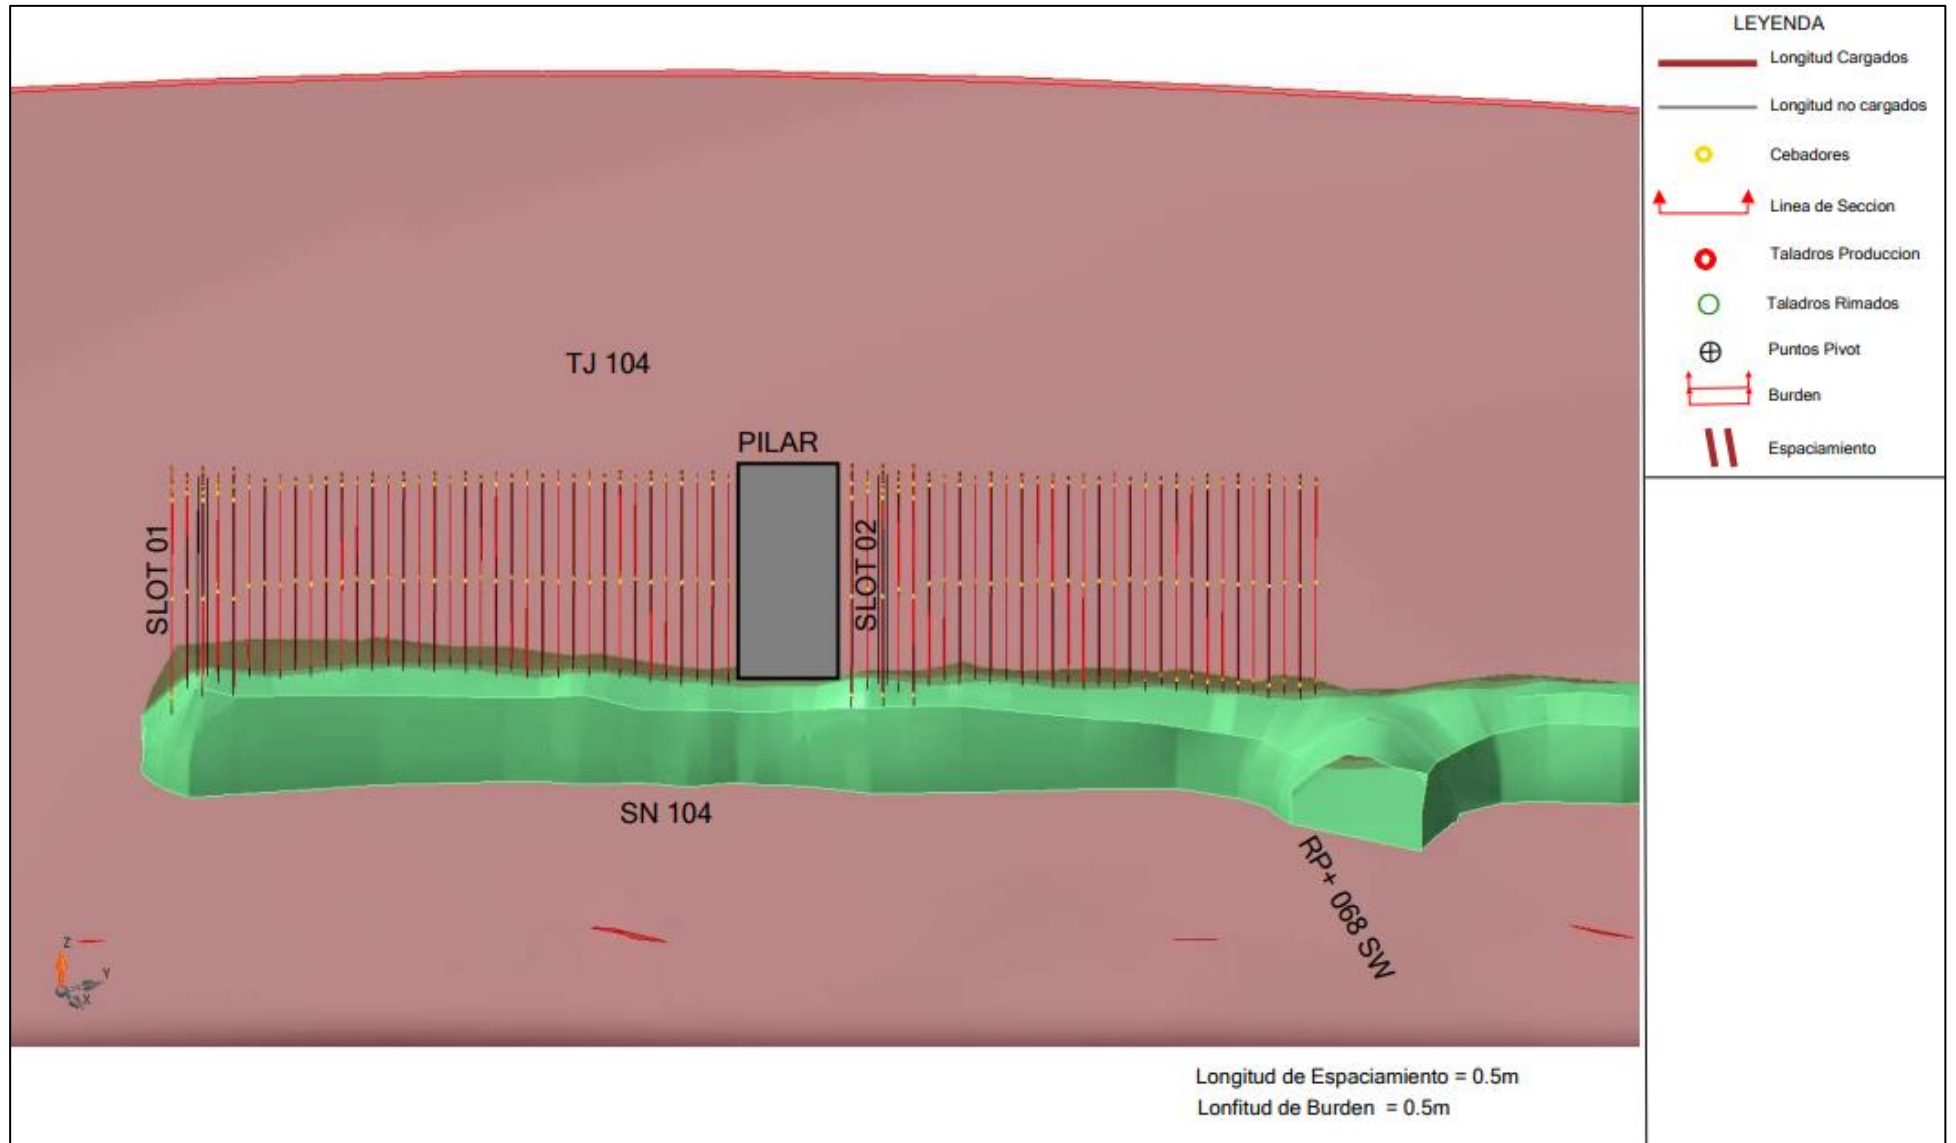 LEYENDA
Longitud Cargados
Longitud no cargados
Cebadores
Linea de Seccion
Taladros Produccion
Taladros Rimados
Puntos Pivot
Burden
Espaciamiento
TJ 104
PILAR
SLOT 01
SLOT 02
SN 104
RP+ 068 SW
Z
Y
X
Longitud de Espaciamiento = 0.5m
Lonfitud de Burden = 0.5m